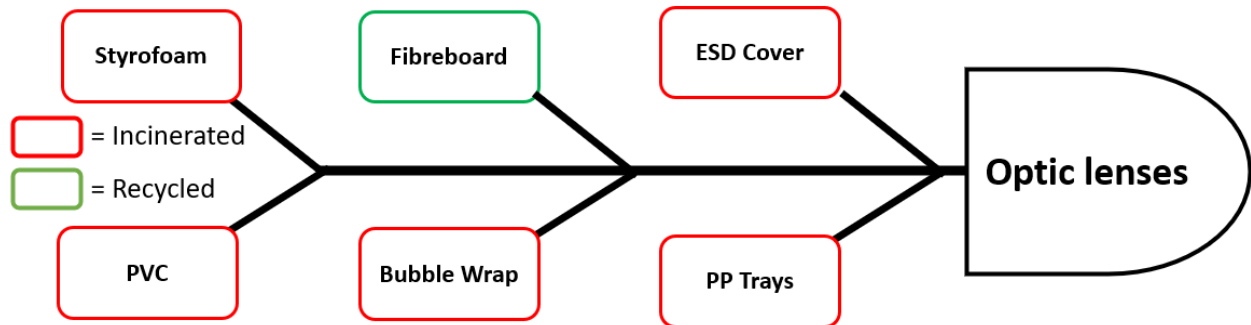 Styrofoam
Fibreboard
ESD Cover
= Incinerated
= Recycled
Optic lenses
PVC
Bubble Wrap
PP Trays